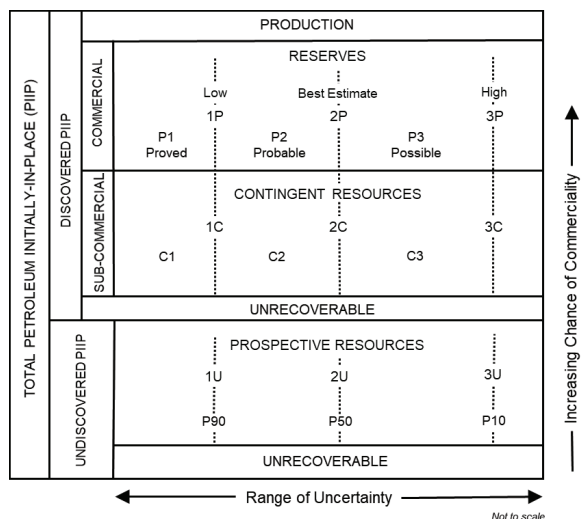 PRODUCTION
RESERVES
Low Best Estimate High
1P 2P 3P
P1 P2 P3
Proved Probable Possible
CONTINGENT RESOURCES
1C 2C 3C
C1 C2 C3
UNRECOVERABLE
PROSPECTIVE RESOURCES
1U 2U 3U
P90 P50 P10
UNRECOVERABLE
TOTAL PETROLEUM INITIALLY-IN-PLACE (PIIP)
DISCOVERED PIIP
UNDISCOVERED PIIP
COMMERCIAL
SUB-COMMERCIAL
Increasing Chance of Commerciality
Range of Uncertainty
Not to scale